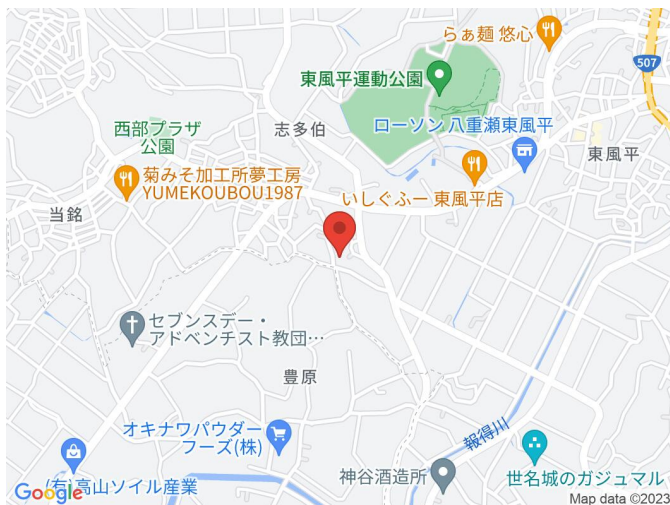 らぁ麺 悠心
507
東風平運動公園
西部プラザ
公園
志多伯
ローソン 八重瀬東風平
東風平
菊みそ加工所夢工房
YUMEKOUBOU1987
いしぐふー 東風平店
当銘
セブンスデー・
アドベンチスト教団…
豊原
オキナワパウダー
フーズ(株)
報得川
(有)高山ソイル産業
神谷酒造所
世名城のガジュマル
Google
Map data ©2023